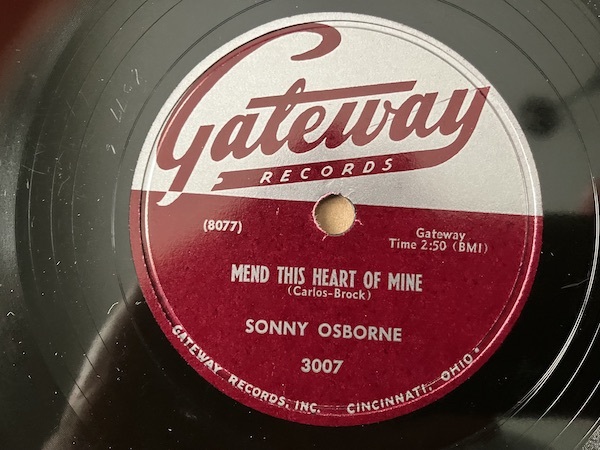 Gateway
RECORDS
(8077)
Gateway
Time 2:50 (BMI)
MEND THIS HEART OF MINE
(Carlos-Brock)
SONNY OSBORNE
3007
GATEWAY RECORDS, INC. CINCINNATI, OHIO